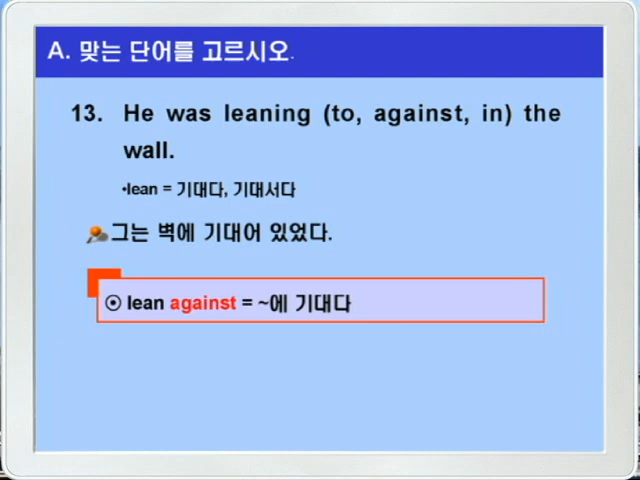 A. 맞는 단어를 고르시오.
13. He was leaning (to, against, in) the
wall.
•lean = 기대다, 기대서다
그는 벽에 기대어 있었다.
⊙ lean against = ~에 기대다